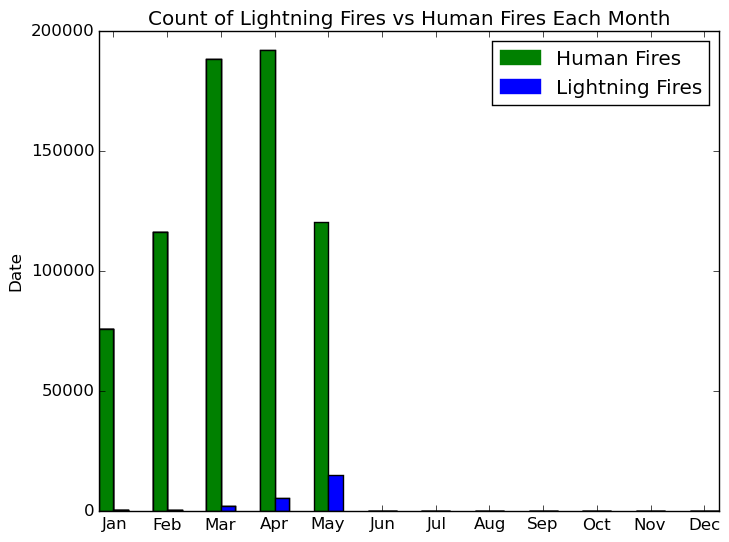 Count of Lightning Fires vs Human Fires Each Month
Human Fires
Lightning Fires
200000
150000
100000
50000
0
Date
Jan Feb Mar Apr May Jun Jul Aug Sep Oct Nov Dec